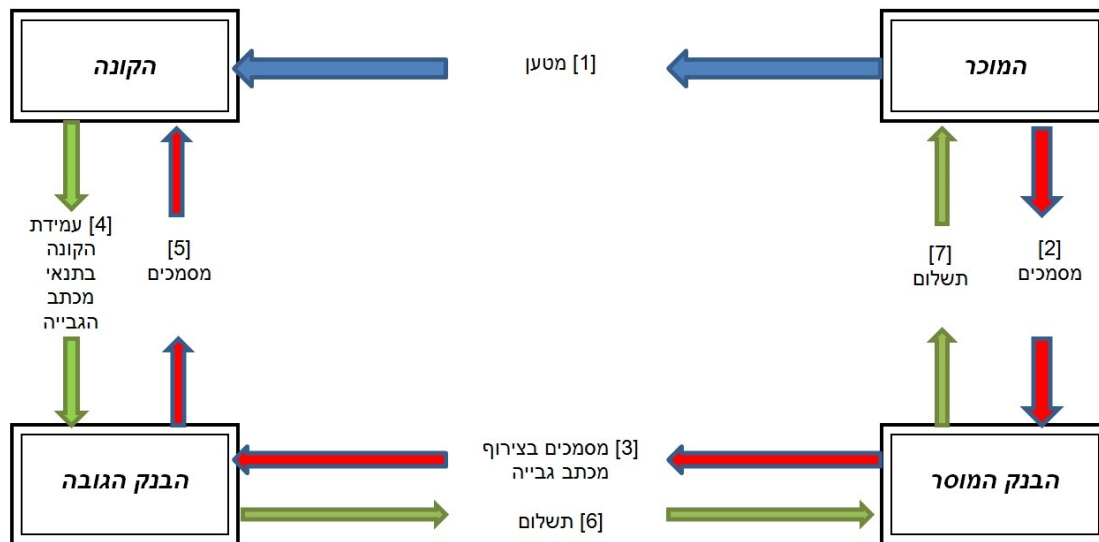 המוכר
[1] מטען
הקונה
[2]
מסמכים
[7]
תשלום
[5]
מסמכים
[4] עמידת
הקונה
בתנאי
מכתב
הגבייה
הבנק המוסר
[3] מסמכים בצירוף
מכתב גבייה
[6] תשלום
הבנק הגובה